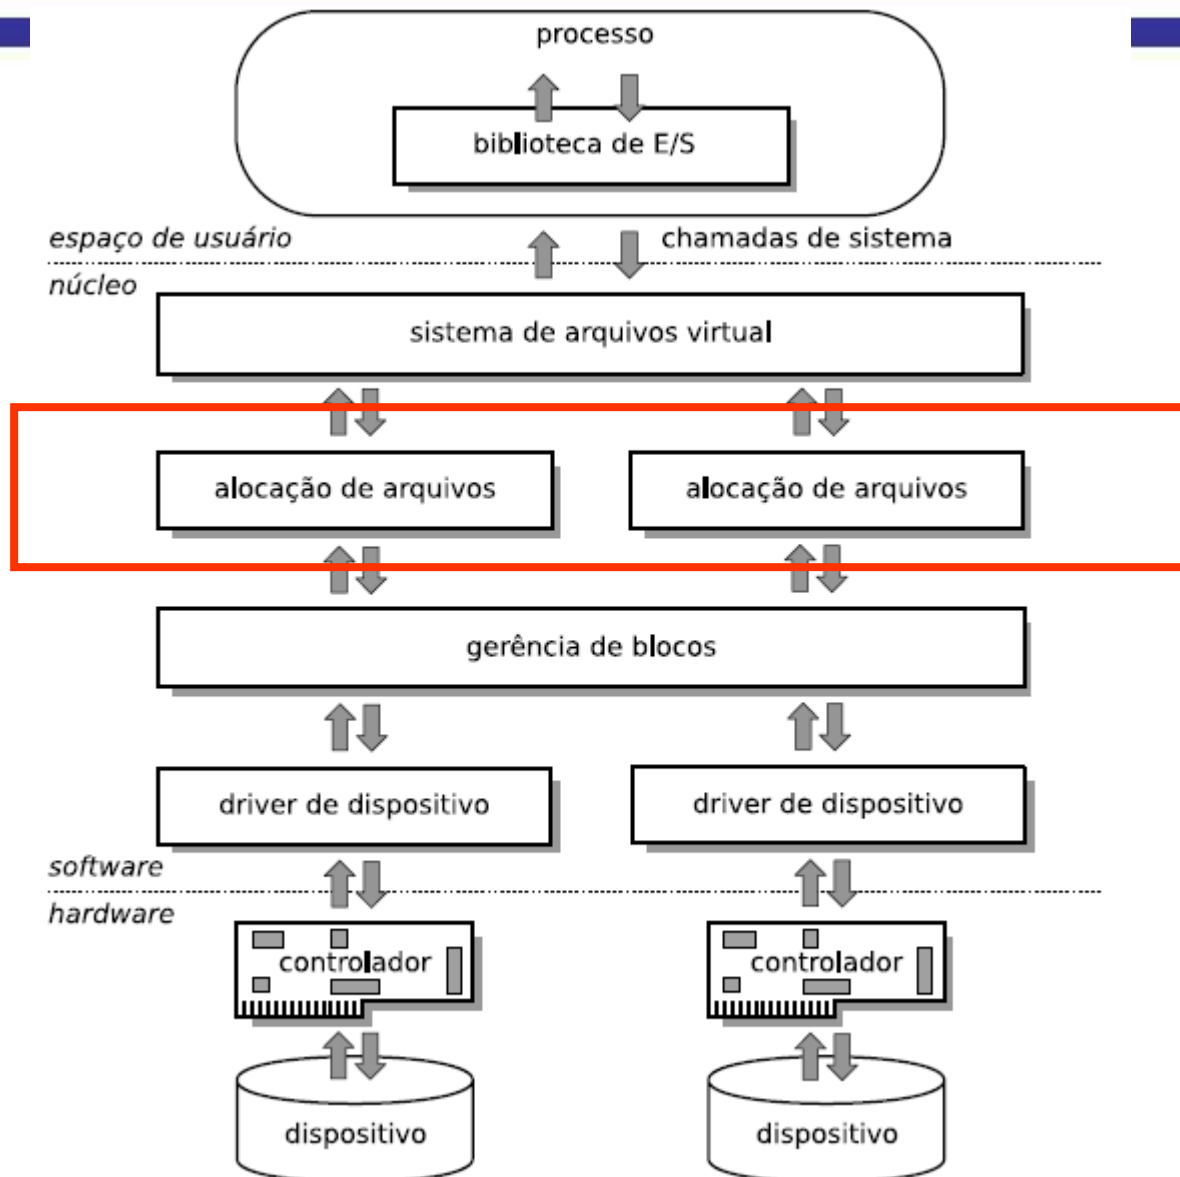 processo
biblioteca de E/S
espaço de usuário
chamadas de sistema
núcleo
sistema de arquivos virtual
alocação de arquivos
alocação de arquivos
gerência de blocos
driver de dispositivo
driver de dispositivo
software
hardware
controlador
controlador
dispositivo
dispositivo